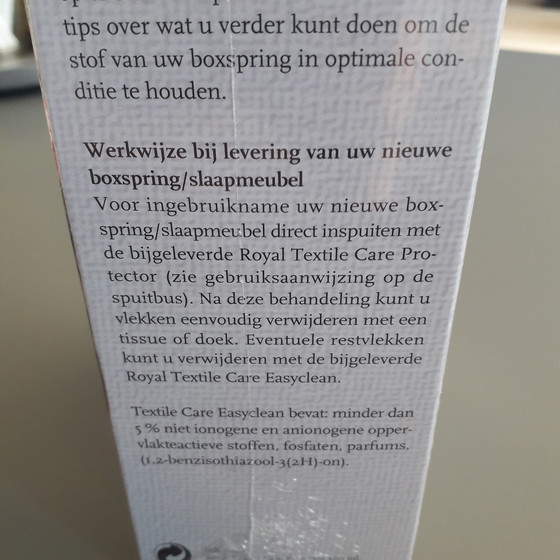 tips over wat u verder kunt doen om de
stof van uw boxspring in optimale con-
ditie te houden.
Werkwijze bij levering van uw nieuwe
boxspring/slaapmeubel
Voor ingebruikname uw nieuwe box-
spring/slaapmeubel direct inspuiten met
de bijgeleverde Royal Textile Care Pro-
tector (zie gebruiksaanwijzing op de
spuitbus). Na deze behandeling kunt u
vlekken eenvoudig verwijderen met een
tissue of doek. Eventuele restvlekken
kunt u verwijderen met de bijgeleverde
Royal Textile Care Easyclean.
Textile Care Easyclean bevat: minder dan
5 % niet ionogene en anionogene opper-
vlakteactieve stoffen, fosfaten, parfums.
(1.2-benzisothiazool-3(2H)-on).